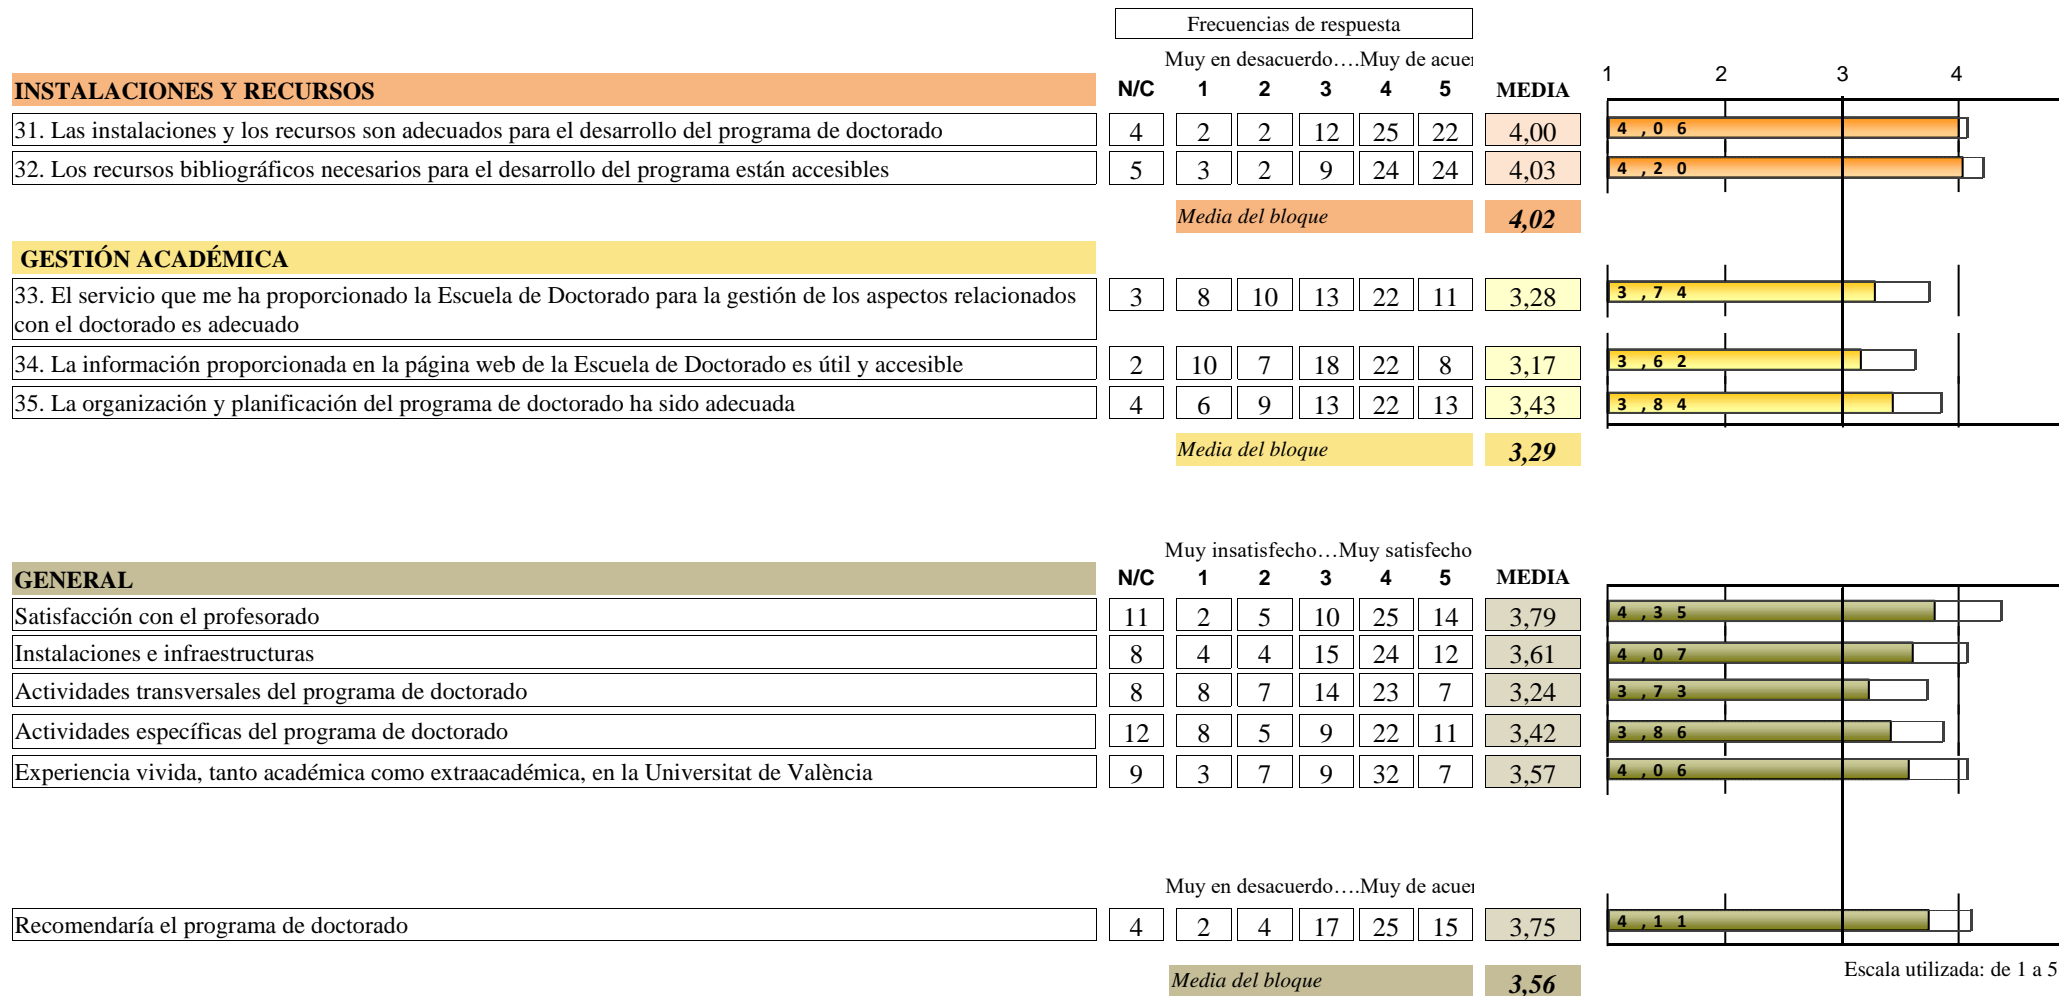 Frecuencias de respuesta
Muy en desacuerdo….Muy de acuer
INSTALACIONES Y RECURSOS N/C 1 2 3 4 5 MEDIA 1 2 3 4
31. Las instalaciones y los recursos son adecuados para el desarrollo del programa de doctorado 4 2 2 12 25 22 4,00 4,06
32. Los recursos bibliográficos necesarios para el desarrollo del programa están accesibles 5 3 2 9 24 24 4,03 4,20
Media del bloque 4,02
GESTIÓN ACADÉMICA
33. El servicio que me ha proporcionado la Escuela de Doctorado para la gestión de los aspectos relacionados 3 8 10 13 22 11 3,28 3,74
con el doctorado es adecuado
34. La información proporcionada en la página web de la Escuela de Doctorado es útil y accesible 2 10 7 18 22 8 3,17 3,62
35. La organización y planificación del programa de doctorado ha sido adecuada 4 6 9 13 22 13 3,43 3,84
Media del bloque 3,29
Muy insatisfecho…Muy satisfecho
GENERAL N/C 1 2 3 4 5 MEDIA
Satisfacción con el profesorado 11 2 5 10 25 14 3,79 4,35
Instalaciones e infraestructuras 8 4 4 15 24 12 3,61 4,07
Actividades transversales del programa de doctorado 8 8 7 14 23 7 3,24 3,73
Actividades específicas del programa de doctorado 12 8 5 9 22 11 3,42 3,86
Experiencia vivida, tanto académica como extraacadémica, en la Universitat de València 9 3 7 9 32 7 3,57 4,06
Muy en desacuerdo….Muy de acuer
Recomendaría el programa de doctorado 4 2 4 17 25 15 3,75 4,11
Escala utilizada: de 1 a 5
Media del bloque 3,56